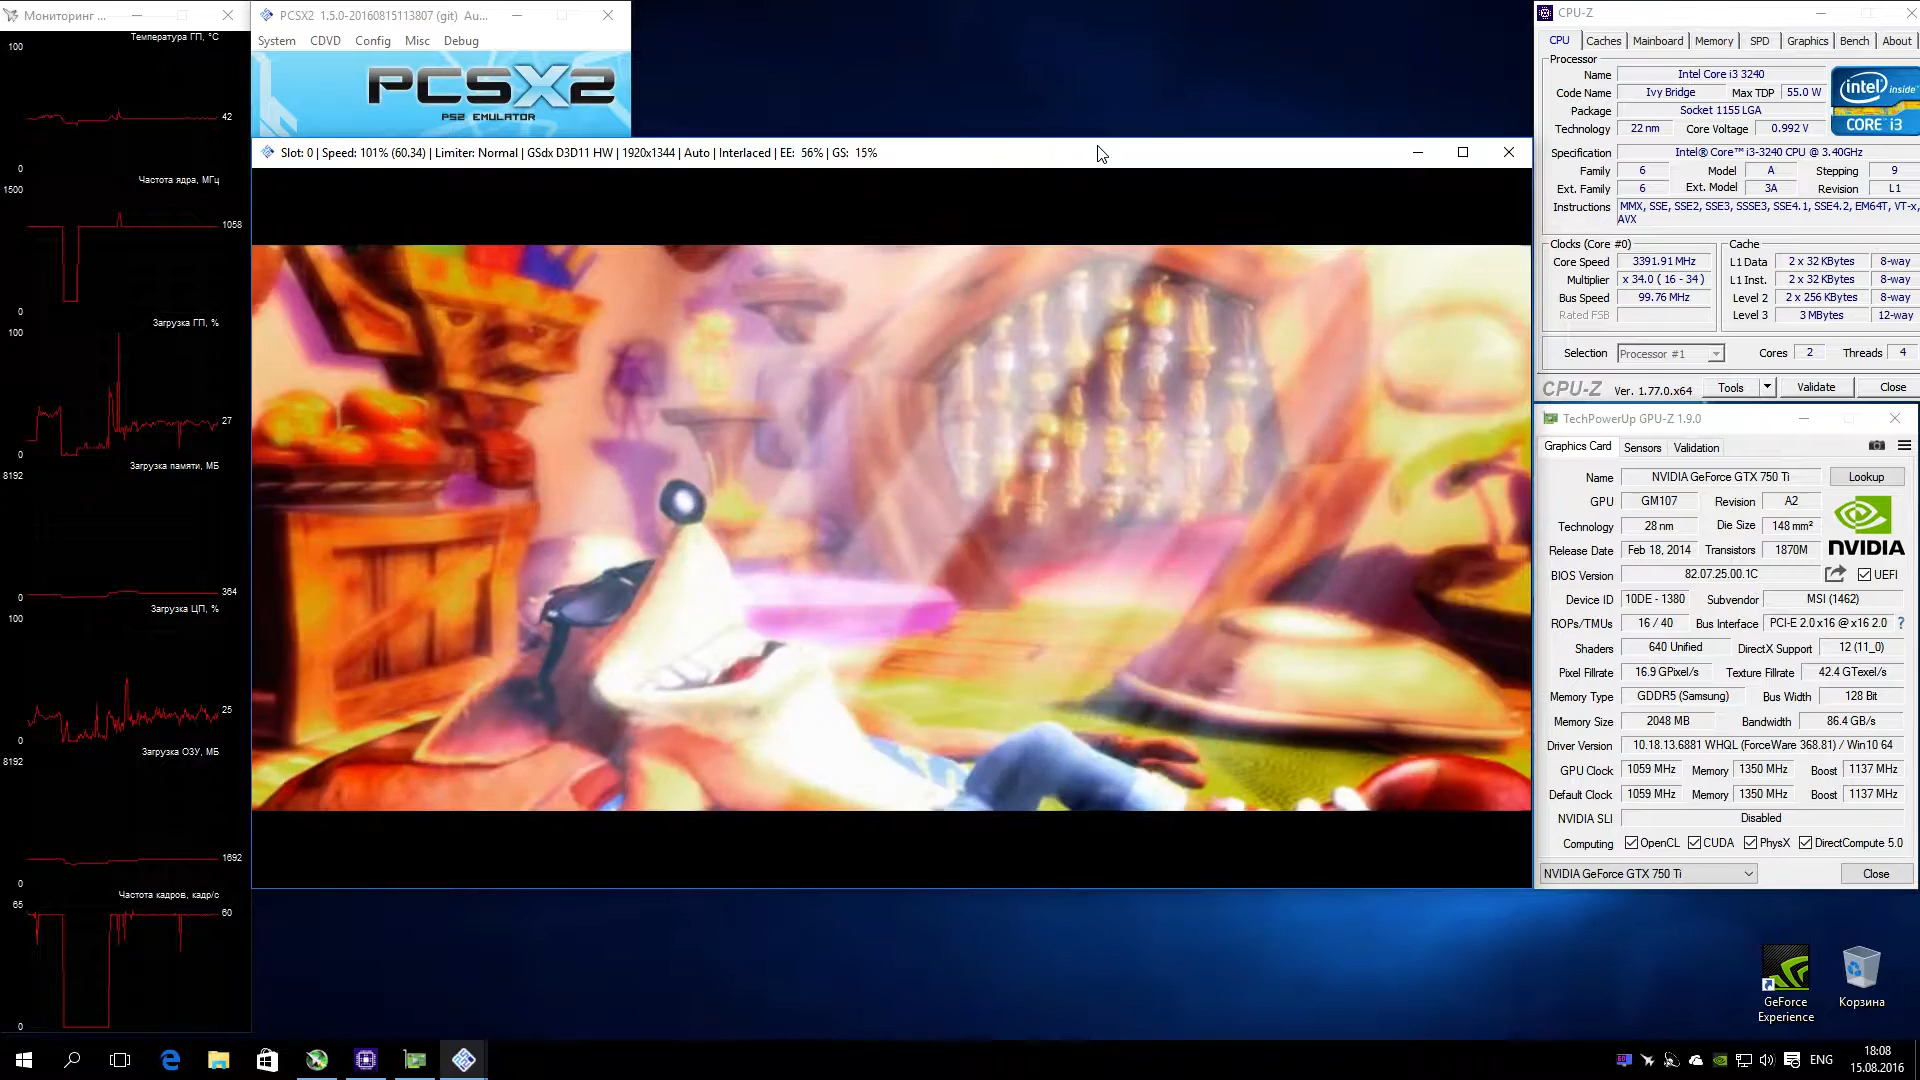 Мониторинг ...
Температура ГП, °C
100
42
0
Частота ядра, МГц
1500
1058
0
Загрузка ГП, %
100
27
0
Загрузка памяти, МБ
8192
364
0
Загрузка ЦП, %
100
25
0
Загрузка ОЗУ, МБ
8192
1692
0
Частота кадров, кадр/с
65
60
0
PCSX2 1.5.0-20160815113807 (git) Au...
System CDVD Config Misc Debug
PCSX2
PS2 EMULATOR
Slot: 0 | Speed: 101% (60,34) | Limiter: Normal | GSdx D3D11 HW | 1920x1344 | Auto | Interlaced | EE: 56% | GS: 15%
CPU-Z
CPU Caches Mainboard Memory SPD Graphics Bench About
Processor
Name Intel Core i3 3240
Code Name Ivy Bridge Max TDP 55.0 W
Package Socket 1155 LGA
Technology 22 nm Core Voltage 0.992 V
intel inside™
CORE i3
Specification Intel® Core™ i3-3240 CPU @ 3.40GHz
Family 6 Model A Stepping 9
Ext. Family 6 Ext. Model 3A Revision L1
Instructions MMX, SSE, SSE2, SSE3, SSSE3, SSE4.1, SSE4.2, EM64T, VT-x,
AVX
Clocks (Core #0) Cache
Core Speed 3391.91 MHz L1 Data 2 x 32 KBytes 8-way
Multiplier x 34.0 ( 16 - 34 ) L1 Inst. 2 x 32 KBytes 8-way
Bus Speed 99.76 MHz Level 2 2 x 256 KBytes 8-way
Rated FSB Level 3 3 MBytes 12-way
Selection Processor #1 Cores 2 Threads 4
CPU-Z Ver. 1.77.0.x64 Tools Validate Close
TechPowerUp GPU-Z 1.9.0
Graphics Card Sensors Validation
Name NVIDIA GeForce GTX 750 Ti Lookup
GPU GM107 Revision A2
Technology 28 nm Die Size 148 mm²
Release Date Feb 18, 2014 Transistors 1870M
NVIDIA
BIOS Version 82.07.25.00.1C UEFI
Device ID 10DE - 1380 Subvendor MSI (1462)
ROPs/TMUs 16 / 40 Bus Interface PCI-E 2.0 x16 @ x16 2.0 ?
Shaders 640 Unified DirectX Support 12 (11_0)
Pixel Fillrate 16.9 GPixel/s Texture Fillrate 42.4 GTexel/s
Memory Type GDDR5 (Samsung) Bus Width 128 Bit
Memory Size 2048 MB Bandwidth 86.4 GB/s
Driver Version 10.18.13.6881 WHQL (ForceWare 368.81) / Win10 64
GPU Clock 1059 MHz Memory 1350 MHz Boost 1137 MHz
Default Clock 1059 MHz Memory 1350 MHz Boost 1137 MHz
NVIDIA SLI Disabled
Computing OpenCL CUDA PhysX DirectCompute 5.0
NVIDIA GeForce GTX 750 Ti Close
GeForce
Experience
Корзина
ENG
18:08
15.08.2016